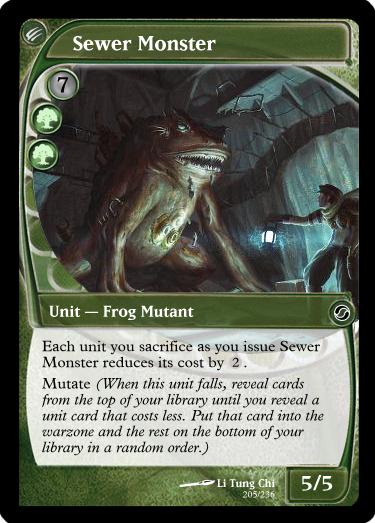 Sewer Monster
7
Unit — Frog Mutant
Each unit you sacrifice as you issue Sewer
Monster reduces its cost by 2 .
Mutate (When this unit falls, reveal cards
from the top of your library until you reveal a
unit card that costs less. Put that card into the
warzone and the rest on the bottom of your
library in a random order.)
Li Tung Chi
205/236
5/5